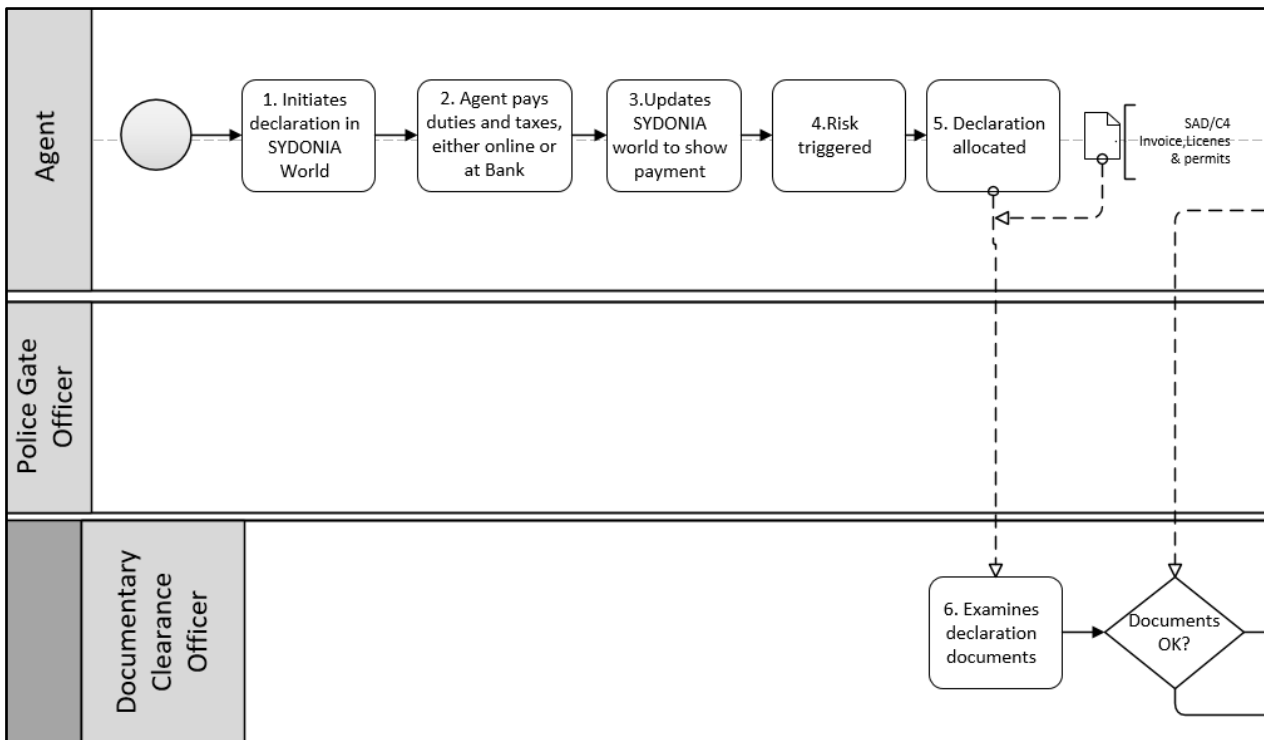 Agent
1. Initiates
declaration in
SYDONIA
World
2. Agent pays
duties and taxes,
either online or
at Bank
3.Updates
SYDONIA
world to show
payment
4.Risk
triggered
5. Declaration
allocated
SAD/C4
Invoice,Licenes
& permits
Police Gate
Officer
Documentary
Clearance
Officer
6. Examines
declaration
documents
Documents
OK?